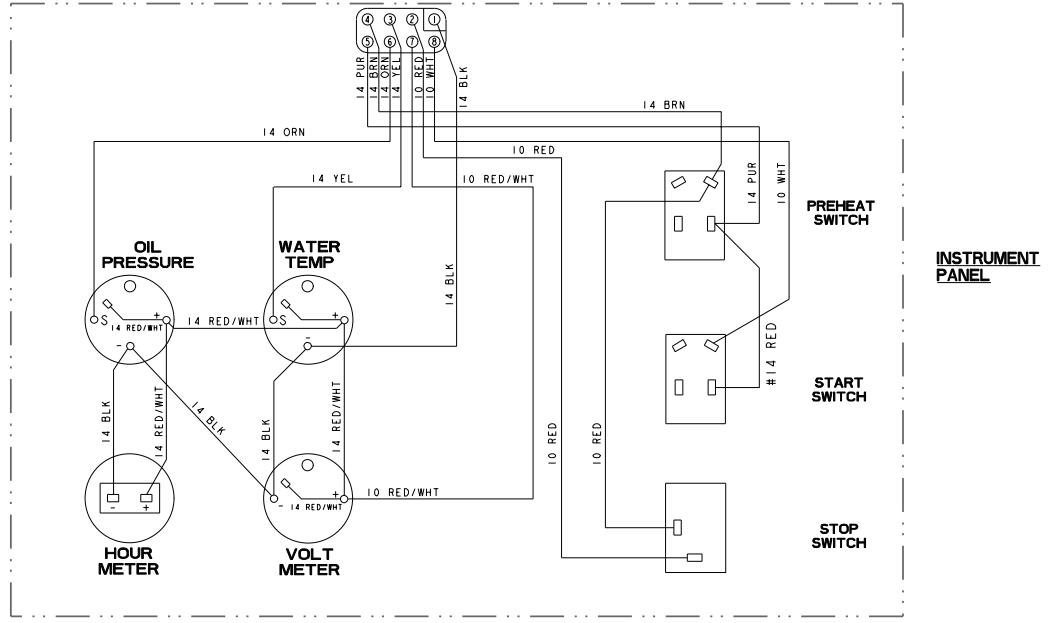 4 3 2 1
5 6 7 8
14 PUR
14 BRN
14 ORN
14 YEL
10 RED
10 WHT
14 BLK
14 BRN
14 ORN
10 RED
14 YEL
10 RED/WHT
14 PUR
10 WHT
PREHEAT
SWITCH
OIL
PRESSURE
WATER
TEMP
INSTRUMENT
PANEL
14 BLK
S
+
14 RED/WHT
-
14 RED/WHT
S
+
-
#14 RED
START
SWITCH
14 BLK
14 RED/WHT
14 BLK
14 BLK
14 RED/WHT
10 RED
10 RED
- +
- +
14 RED/WHT
10 RED/WHT
STOP
SWITCH
HOUR
METER
VOLT
METER